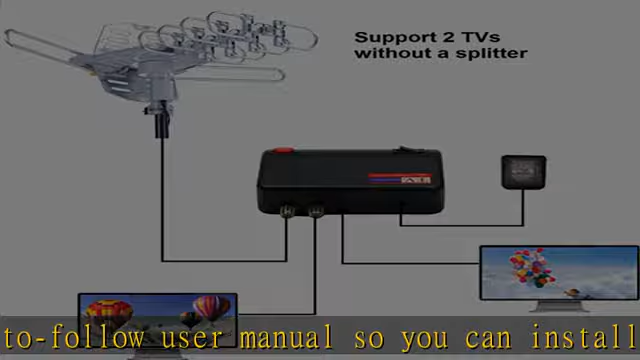 Support 2 TVs
without a splitter
to-follow user manual so you can install